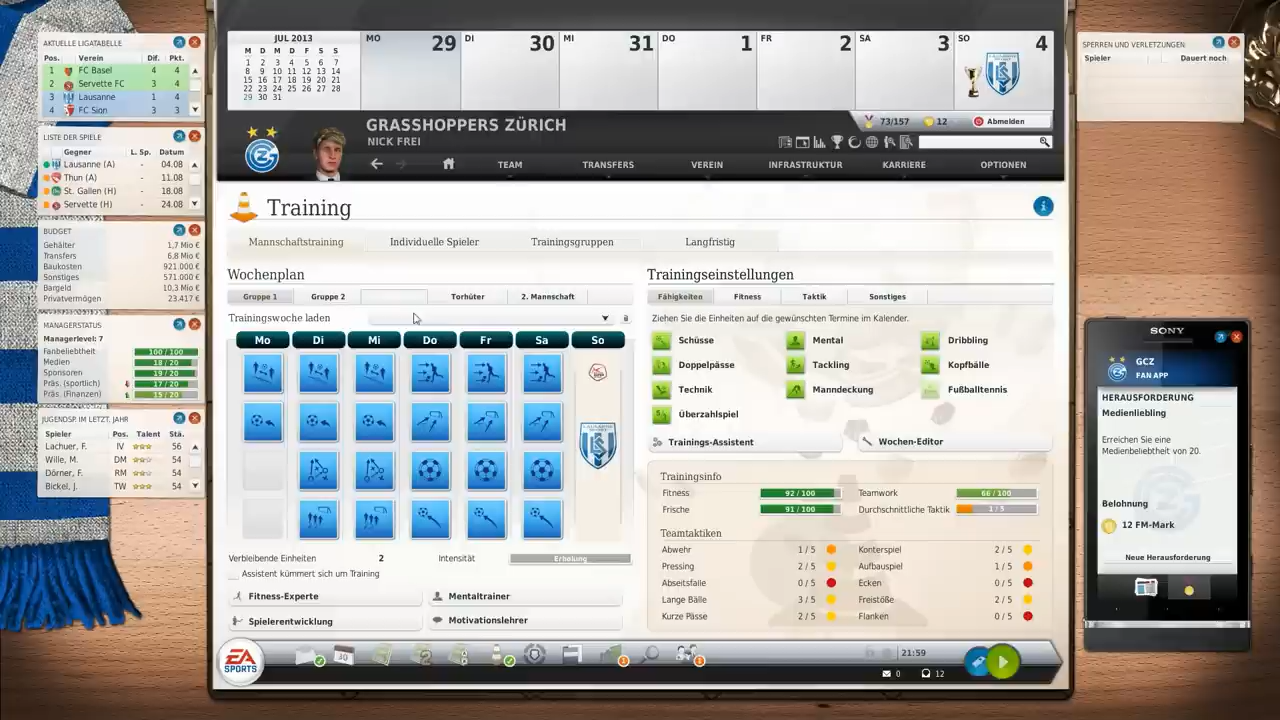 AKTUELLE LIGATABELLE
Pos. Verein Dif. Pkt.
1 FC Basel 4 4
2 Servette FC 3 4
3 Lausanne 1 4
4 FC Sion 3 3
LISTE DER SPIELE
Gegner L. Sp. Datum
Lausanne (A) - 04.08
Thun (A) - 11.08
St. Gallen (H) - 18.08
Servette (H) - 24.08
BUDGET
Gehälter 1,7 Mio €
Transfers 6,8 Mio €
Baukosten 921.000 €
Sonstiges 571.000 €
Bargeld 10,3 Mio €
Privatvermögen 23.417 €
MANAGERSTATUS
Managerlevel: 7
Fanbeliebtheit 100 / 100
Medien 18 / 20
Sponsoren 19 / 20
Präs. (sportlich) 17 / 20
Präs. (Finanzen) 15 / 20
JUGENDSP. IM LETZT. JAHR
Spieler Pos. Talent Stä.
Lachuer, F. IV 56
Wille, M. DM 54
Dörner, F. RM 54
Bickel, J. TW 54
JUL 2013
M D M D F S S
1 2 3 4 5 6 7
8 9 10 11 12 13 14
15 16 17 18 19 20 21
22 23 24 25 26 27 28
29 30 31
MO 29 DI 30 MI 31 DO 1 FR 2 SA 3 SO 4
GRASSHOPPERS ZÜRICH
NICK FREI
73/157 12 Abmelden
TEAM TRANSFERS VEREIN INFRASTRUKTUR KARRIERE OPTIONEN
Training
Mannschaftstraining Individuelle Spieler Trainingsgruppen Langfristig
Wochenplan
Gruppe 1 Gruppe 2 Torhüter 2. Mannschaft
Trainingswoche laden
Mo Di Mi Do Fr Sa So
LAUSANNE
Verbleibende Einheiten 2 Intensität Erholung
Assistent kümmert sich um Training
Fitness-Experte Mentaltrainer
Spielerentwicklung Motivationslehrer
Trainingseinstellungen
Fähigkeiten Fitness Taktik Sonstiges
Ziehen Sie die Einheiten auf die gewünschten Termine im Kalender.
Schüsse Mental Dribbling
Doppelpässe Tackling Kopfbälle
Technik Manndeckung Fußballtennis
Überzahlspiel
Trainings-Assistent Wochen-Editor
Trainingsinfo
Fitness 92 / 100 Teamwork 66 / 100
Frische 91 / 100 Durchschnittliche Taktik 1 / 5
Teamtaktiken
Abwehr 1 / 5 Konterspiel 2 / 5
Pressing 2 / 5 Aufbauspiel 1 / 5
Abseitsfalle 0 / 5 Ecken 0 / 5
Lange Bälle 3 / 5 Freistöße 2 / 5
Kurze Pässe 2 / 5 Flanken 0 / 5
EA SPORTS
30
21:59
0 12
SPERREN UND VERLETZUNGEN
Spieler Dauert noch
SONY
GCZ
FAN APP
HERAUSFORDERUNG
Medienliebling
Erreichen Sie eine
Medienbeliebtheit von 20.
Belohnung
12 FM-Mark
Neue Herausforderung